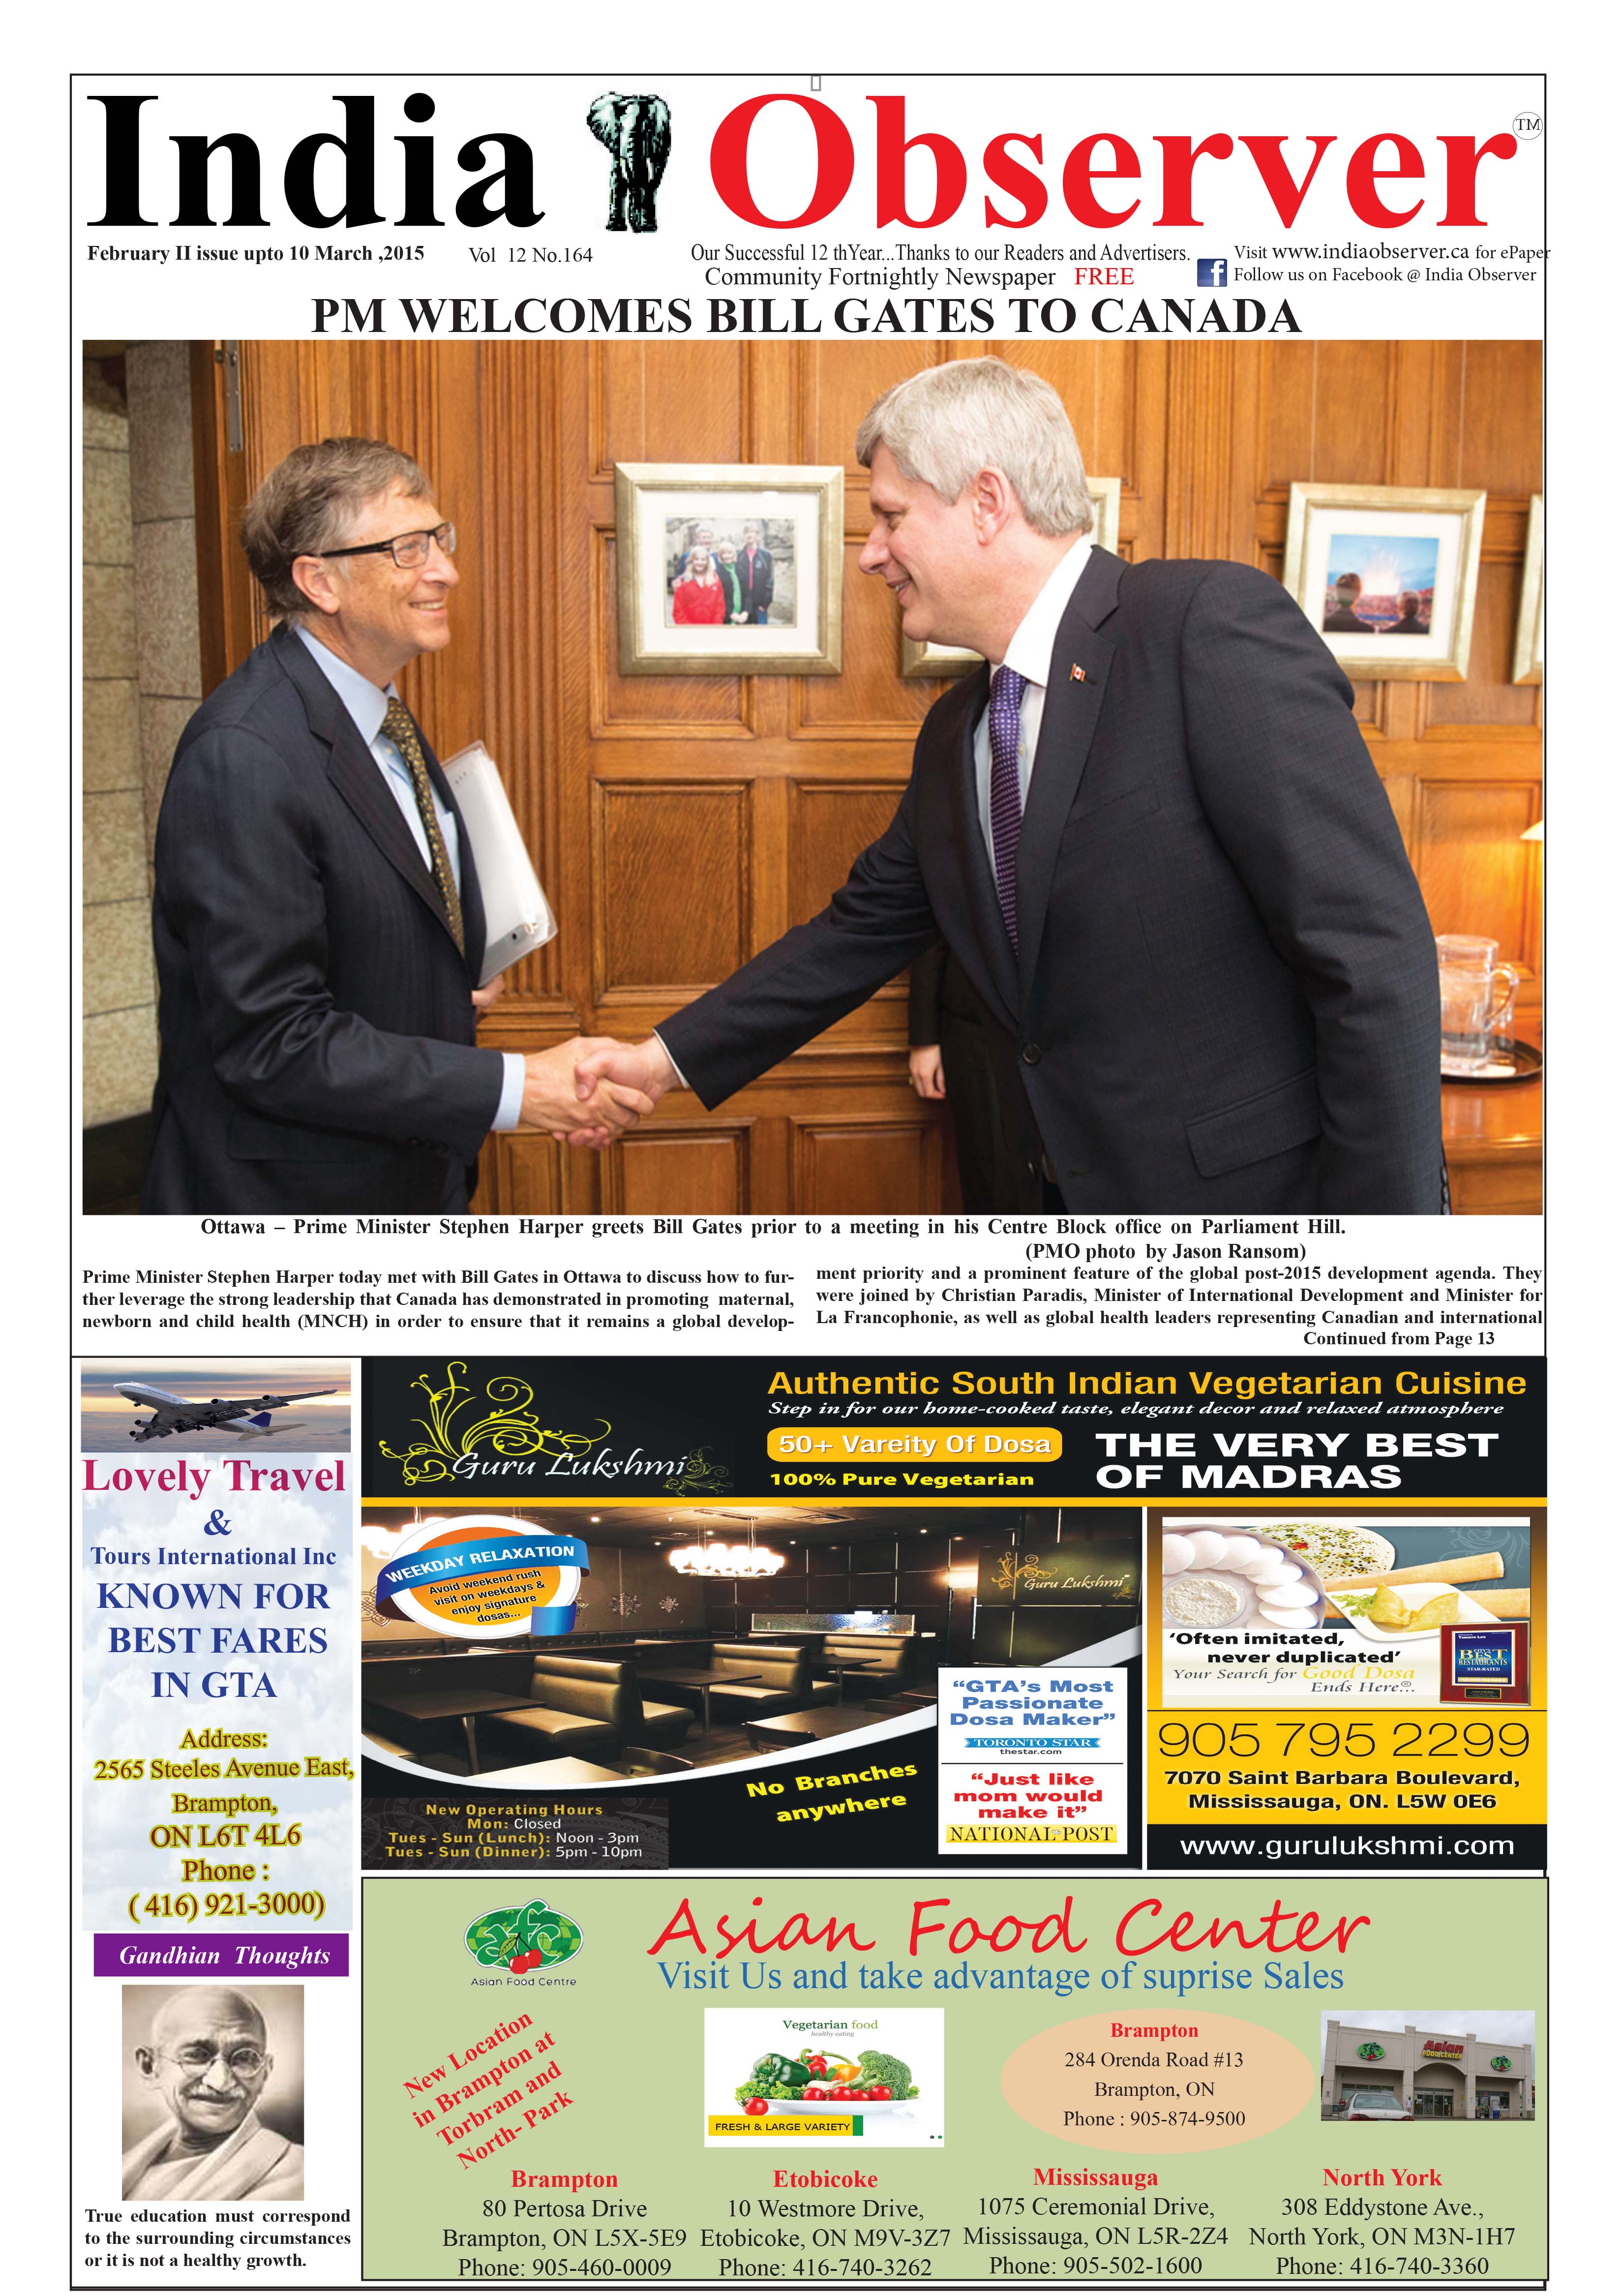 India Observer TM
February II issue upto 10 March ,2015 Vol 12 No.164
Our Successful 12 thYear...Thanks to our Readers and Advertisers.
Community Fortnightly Newspaper FREE
Visit www.indiaobserver.ca for ePaper
Follow us on Facebook @ India Observer
PM WELCOMES BILL GATES TO CANADA
Ottawa – Prime Minister Stephen Harper greets Bill Gates prior to a meeting in his Centre Block office on Parliament Hill.
(PMO photo by Jason Ransom)
Prime Minister Stephen Harper today met with Bill Gates in Ottawa to discuss how to fur-
ther leverage the strong leadership that Canada has demonstrated in promoting maternal,
newborn and child health (MNCH) in order to ensure that it remains a global develop-
ment priority and a prominent feature of the global post-2015 development agenda. They
were joined by Christian Paradis, Minister of International Development and Minister for
La Francophonie, as well as global health leaders representing Canadian and international
Continued from Page 13
Lovely Travel
&
Tours International Inc
KNOWN FOR
BEST FARES
IN GTA
Address:
2565 Steeles Avenue East,
Brampton,
ON L6T 4L6
Phone :
( 416) 921-3000)
Gandhian Thoughts
True education must correspond
to the surrounding circumstances
or it is not a healthy growth.
Guru Lukshmi
Authentic South Indian Vegetarian Cuisine
Step in for our home-cooked taste, elegant decor and relaxed atmosphere
50+ Vareity Of Dosa
100% Pure Vegetarian
THE VERY BEST
OF MADRAS
WEEKDAY RELAXATION
Avoid weekend rush
visit on weekdays &
enjoy signature
dosas...
Guru Lukshmi
New Operating Hours
Mon: Closed
Tues - Sun (Lunch): Noon - 3pm
Tues - Sun (Dinner): 5pm - 10pm
No Branches
anywhere
“GTA's Most
Passionate
Dosa Maker”
TORONTO STAR
thestar.com
“Just like
mom would
make it”
NATIONAL POST
‘Often imitated,
never duplicated’
Your Search for Good Dosa
Ends Here®...
BEST
RESTAURANTS
STAR-RATED
905 795 2299
7070 Saint Barbara Boulevard,
Mississauga, ON. L5W 0E6
www.gurulukshmi.com
afc
Asian Food Centre
Asian Food Center
Visit Us and take advantage of suprise Sales
New Location
in Brampton at
Torbram and
North- Park
Vegetarian food
healthy eating
FRESH & LARGE VARIETY
Brampton
284 Orenda Road #13
Brampton, ON
Phone : 905-874-9500
Asian
FOOD CENTER
Brampton
80 Pertosa Drive
Brampton, ON L5X-5E9
Phone: 905-460-0009
Etobicoke
10 Westmore Drive,
Etobicoke, ON M9V-3Z7
Phone: 416-740-3262
Mississauga
1075 Ceremonial Drive,
Mississauga, ON L5R-2Z4
Phone: 905-502-1600
North York
308 Eddystone Ave.,
North York, ON M3N-1H7
Phone: 416-740-3360